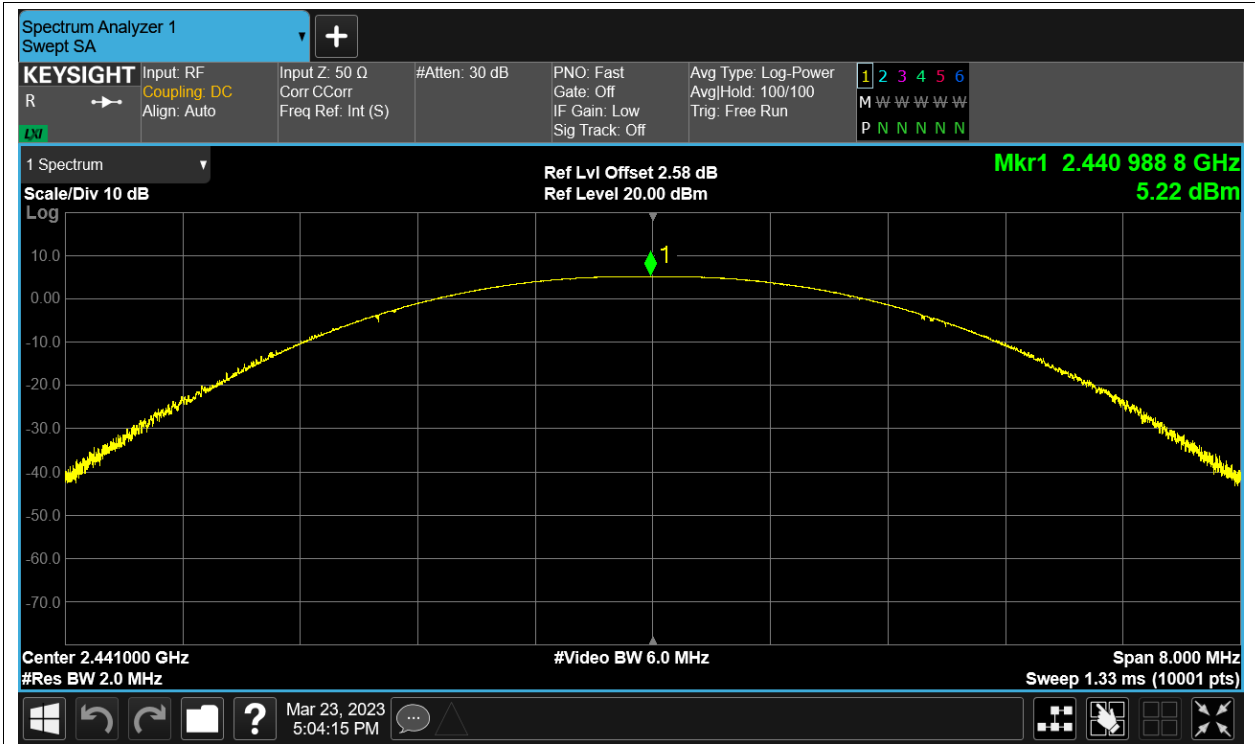 Spectrum Analyzer 1
Swept SA
KEYSIGHT
R
LXI
Input: RF
Coupling: DC
Align: Auto
Input Z: 50 Ω
Corr CCorr
Freq Ref: Int (S)
#Atten: 30 dB
PNO: Fast
Gate: Off
IF Gain: Low
Sig Track: Off
Avg Type: Log-Power
Avg|Hold: 100/100
Trig: Free Run
1 2 3 4 5 6
M W W W W W
P N N N N N
1 Spectrum
Scale/Div 10 dB
Log
Ref Lvl Offset 2.58 dB
Ref Level 20.00 dBm
Mkr1 2.440 988 8 GHz
5.22 dBm
1
10.0
0.00
-10.0
-20.0
-30.0
-40.0
-50.0
-60.0
-70.0
Center 2.441000 GHz
#Res BW 2.0 MHz
#Video BW 6.0 MHz
Span 8.000 MHz
Sweep 1.33 ms (10001 pts)
?
Mar 23, 2023
5:04:15 PM